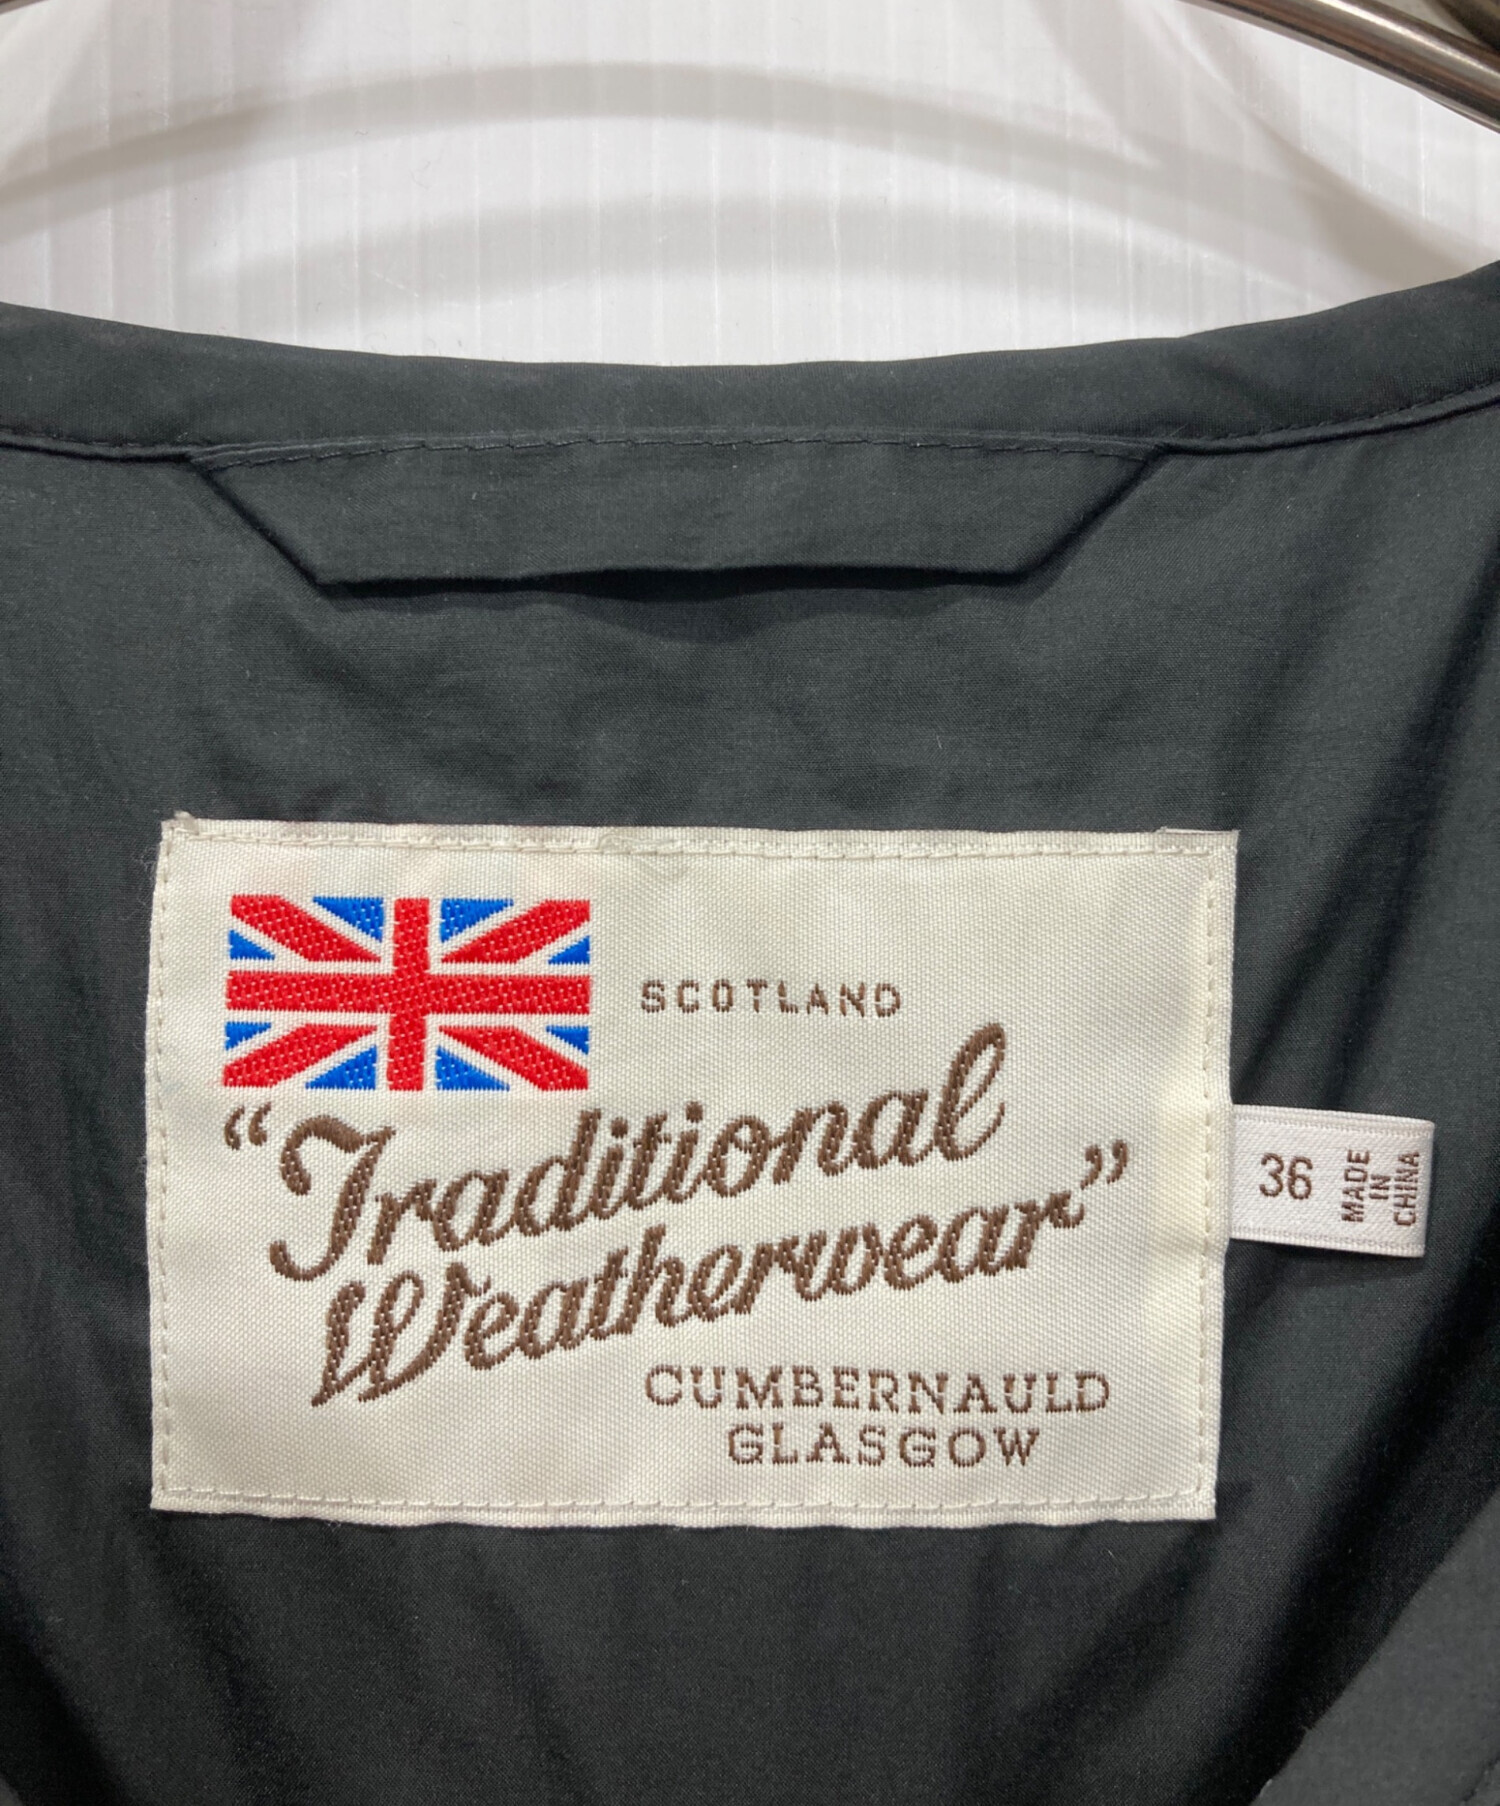 SCOTLAND
“Traditional
Weatherwear”
CUMBERNAULD
GLASGOW
36
MADE
IN
CHINA